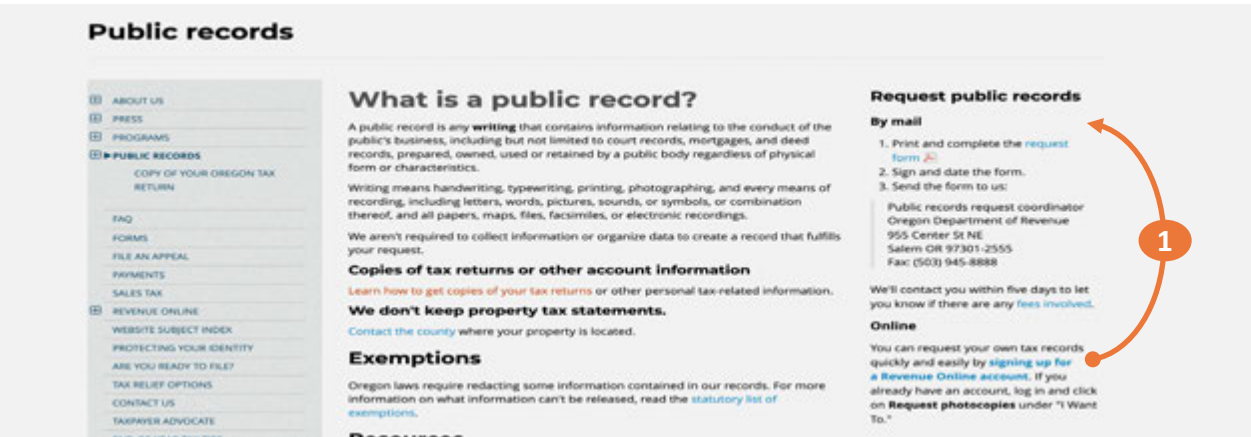 Public records
ABOUT US
PRESS
PROGRAMS
PUBLIC RECORDS
COPY OF YOUR OREGON TAX
RETURN
FAQ
FORMS
FILE AN APPEAL
PAYMENTS
SALES TAX
REVENUE ONLINE
WEBSITE SUBJECT INDEX
PROTECTING YOUR IDENTITY
ARE YOU READY TO FILE?
TAX RELIEF OPTIONS
CONTACT US
TAXPAYER ADVOCATE
What is a public record?
A public record is any writing that contains information relating to the conduct of the
public's business, including but not limited to court records, mortgages, and deed
records, prepared, owned, used or retained by a public body regardless of physical
form or characteristics.
Writing means handwriting, typewriting, printing, photographing, and every means of
recording, including letters, words, pictures, sounds, or symbols, or combination
thereof, and all papers, maps, files, facsimiles, or electronic recordings.
We aren't required to collect information or organize data to create a record that fulfills
your request.
Copies of tax returns or other account information
Learn how to get copies of your tax returns or other personal tax-related information.
We don't keep property tax statements.
Contact the county where your property is located.
Exemptions
Oregon laws require redacting some information contained in our records. For more
information on what information can't be released, read the statutory list of
exemptions.
Request public records
By mail
1. Print and complete the request
form
2. Sign and date the form.
3. Send the form to us:
Public records request coordinator
Oregon Department of Revenue
955 Center St NE
Salem OR 97301-2555
Fax: (503) 945-8888
We'll contact you within five days to let
you know if there are any fees involved.
Online
You can request your own tax records
quickly and easily by signing up for
a Revenue Online account. If you
already have an account, log in and click
on Request photocopies under "I Want
To."
1